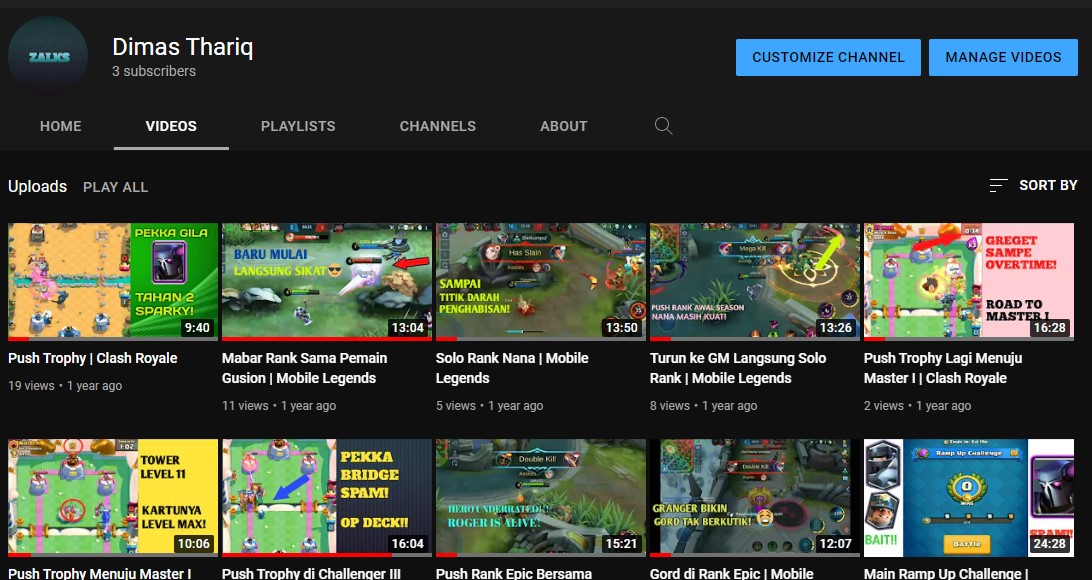 ZALKS
Dimas Thariq
3 subscribers
CUSTOMIZE CHANNEL
MANAGE VIDEOS
HOME
VIDEOS
PLAYLISTS
CHANNELS
ABOUT
Uploads
PLAY ALL
SORT BY
PEKKA GILA
TAHAN 2
SPARKY!
9:40
BARU MULAI
LANGSUNG SIKAT 😎
13:04
Has Slain
SAMPAI
TITIK DARAH
PENGHABISAN!
13:50
Mega Kill
PUSH RANK AWAL SEASON
NANA MASIH KUAT!
13:26
GREGET
SAMPE
OVERTIME!
ROAD TO
MASTER I
16:28
Push Trophy | Clash Royale
19 views • 1 year ago
Mabar Rank Sama Pemain
Gusion | Mobile Legends
11 views • 1 year ago
Solo Rank Nana | Mobile
Legends
5 views • 1 year ago
Turun ke GM Langsung Solo
Rank | Mobile Legends
8 views • 1 year ago
Push Trophy Lagi Menuju
Master I | Clash Royale
2 views • 1 year ago
1:02
TOWER
LEVEL 11
KARTUNYA
LEVEL MAX!
10:06
PEKKA
BRIDGE
SPAM!
OP DECK!!
16:04
Double Kill
Assists
HERO UNDERRATED!!
ROGER IS ALIVE!
15:21
Double Kill
GRANGER BIKIN
GORD TAK BERKUTIK!
12:07
Ramp Up Challenge
0
WINS
Battle
BAIT!!
24:28
Push Trophy Menuju Master I
Push Trophy di Challenger III
Push Rank Epic Bersama
Gord di Rank Epic | Mobile
Main Ramp Up Challenge |